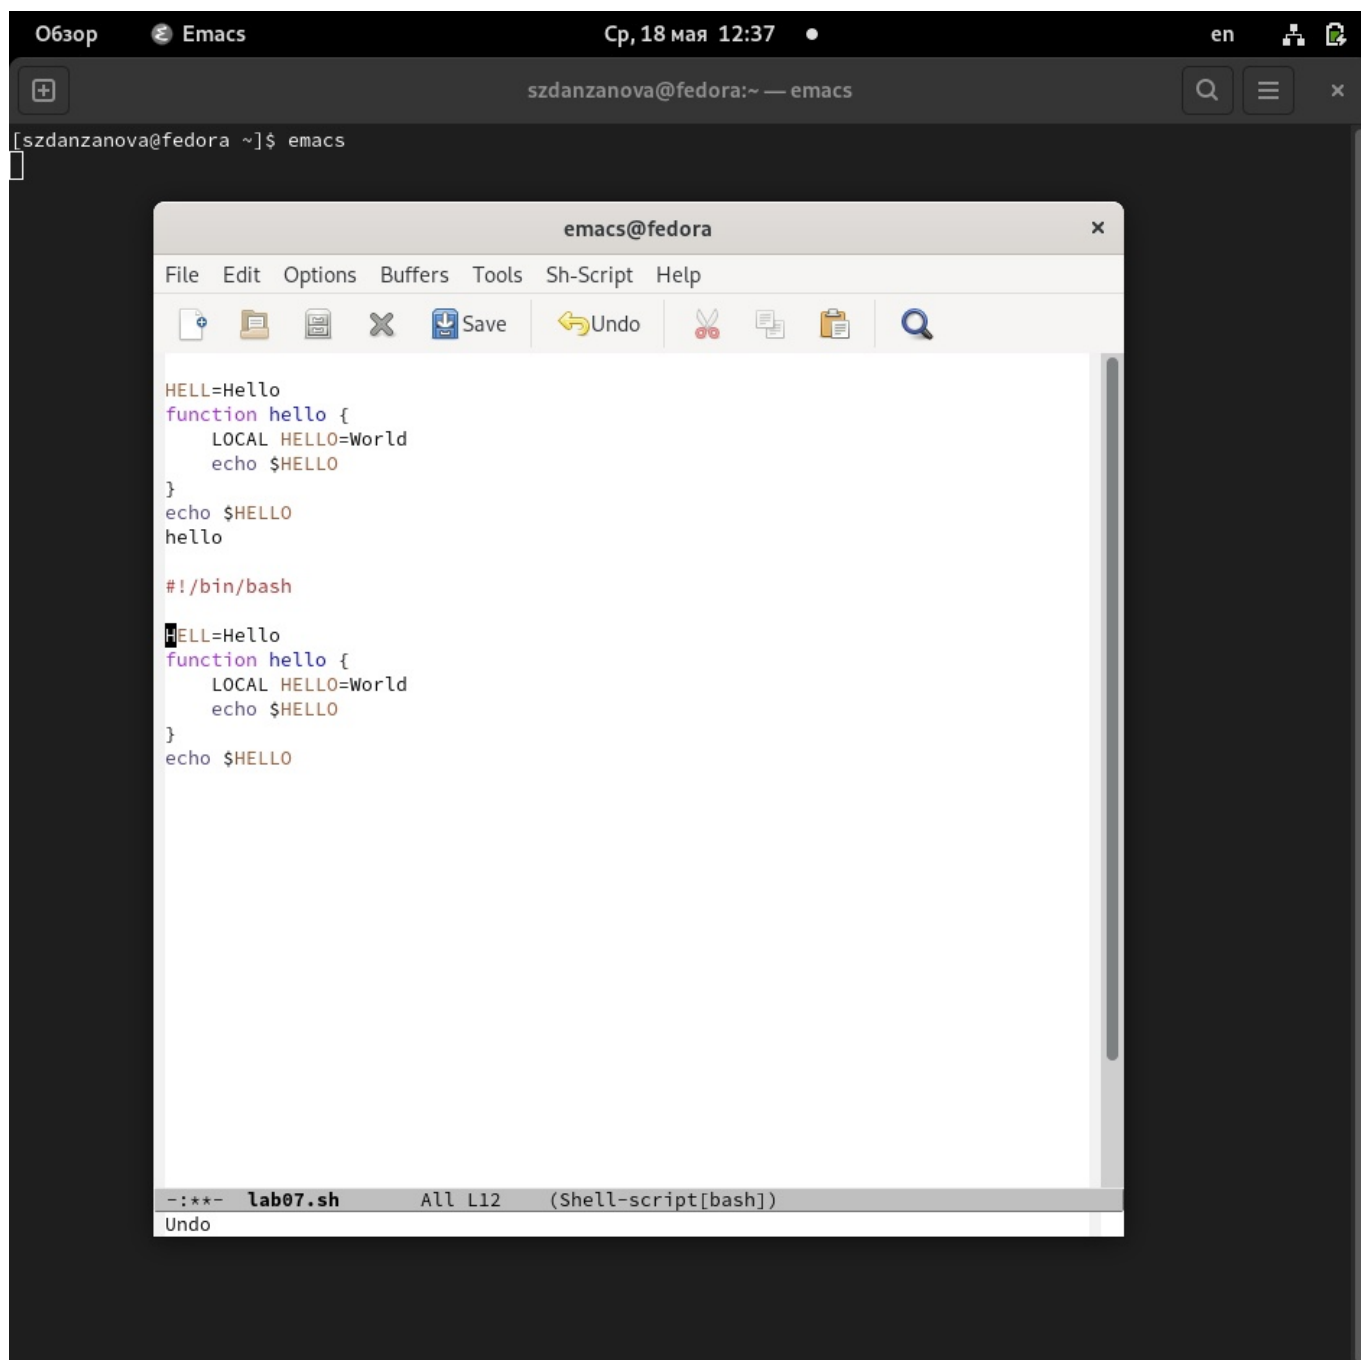 Обзор Emacs Ср, 18 мая 12:37 en
szdanzanova@fedora:~ — emacs
[szdanzanova@fedora ~]$ emacs
emacs@fedora
File Edit Options Buffers Tools Sh-Script Help
Save Undo
HELL=Hello
function hello {
    LOCAL HELLO=World
    echo $HELLO
}
echo $HELLO
hello
#!/bin/bash
HELL=Hello
function hello {
    LOCAL HELLO=World
    echo $HELLO
}
echo $HELLO
-:**- lab07.sh All L12 (Shell-script[bash])
Undo